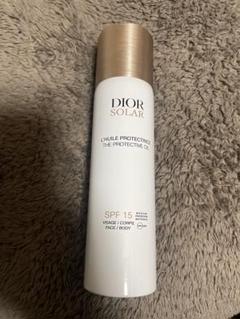 DIOR
SOLAR
L'HUILE PROTECTRICE
THE PROTECTIVE OIL
SPF 15
VISAGE / CORPS
FACE / BODY